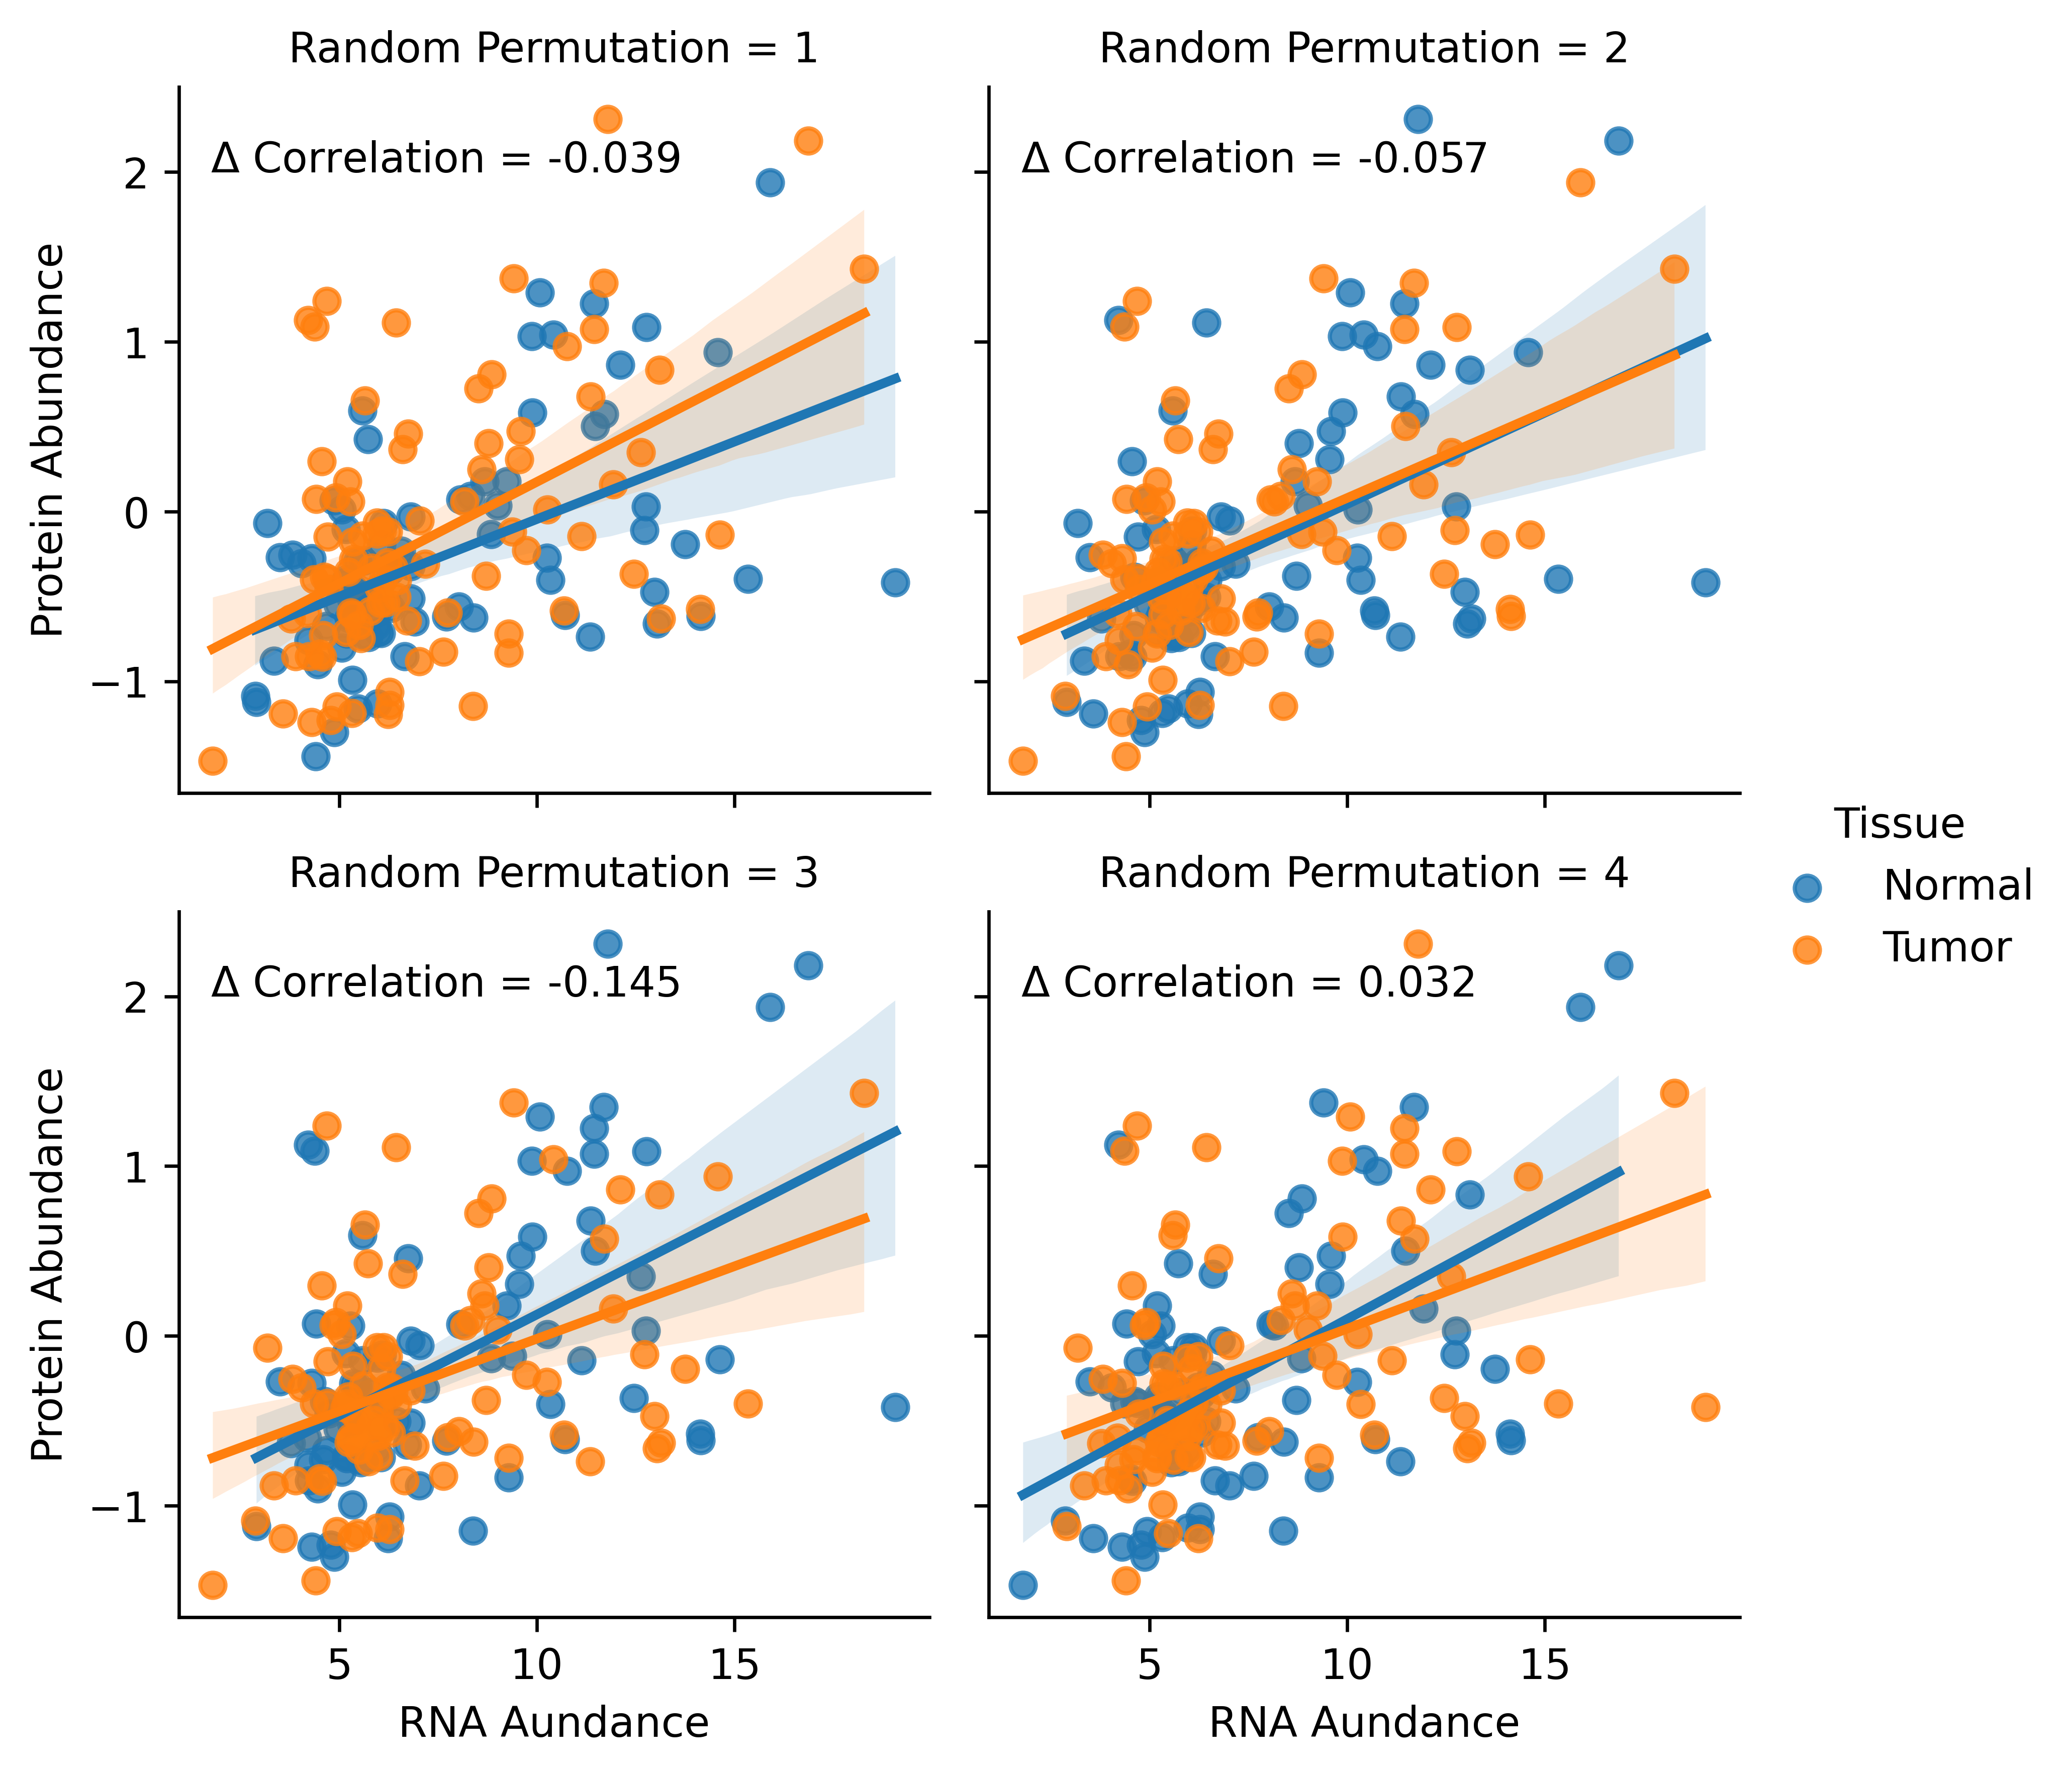 Random Permutation = 1
Random Permutation = 2
Δ Correlation = -0.039
Δ Correlation = -0.057
2
1
0
−1
Protein Abundance
Tissue
Normal
Tumor
Random Permutation = 3
Random Permutation = 4
Δ Correlation = -0.145
Δ Correlation = 0.032
2
1
0
−1
Protein Abundance
5
10
15
5
10
15
RNA Aundance
RNA Aundance